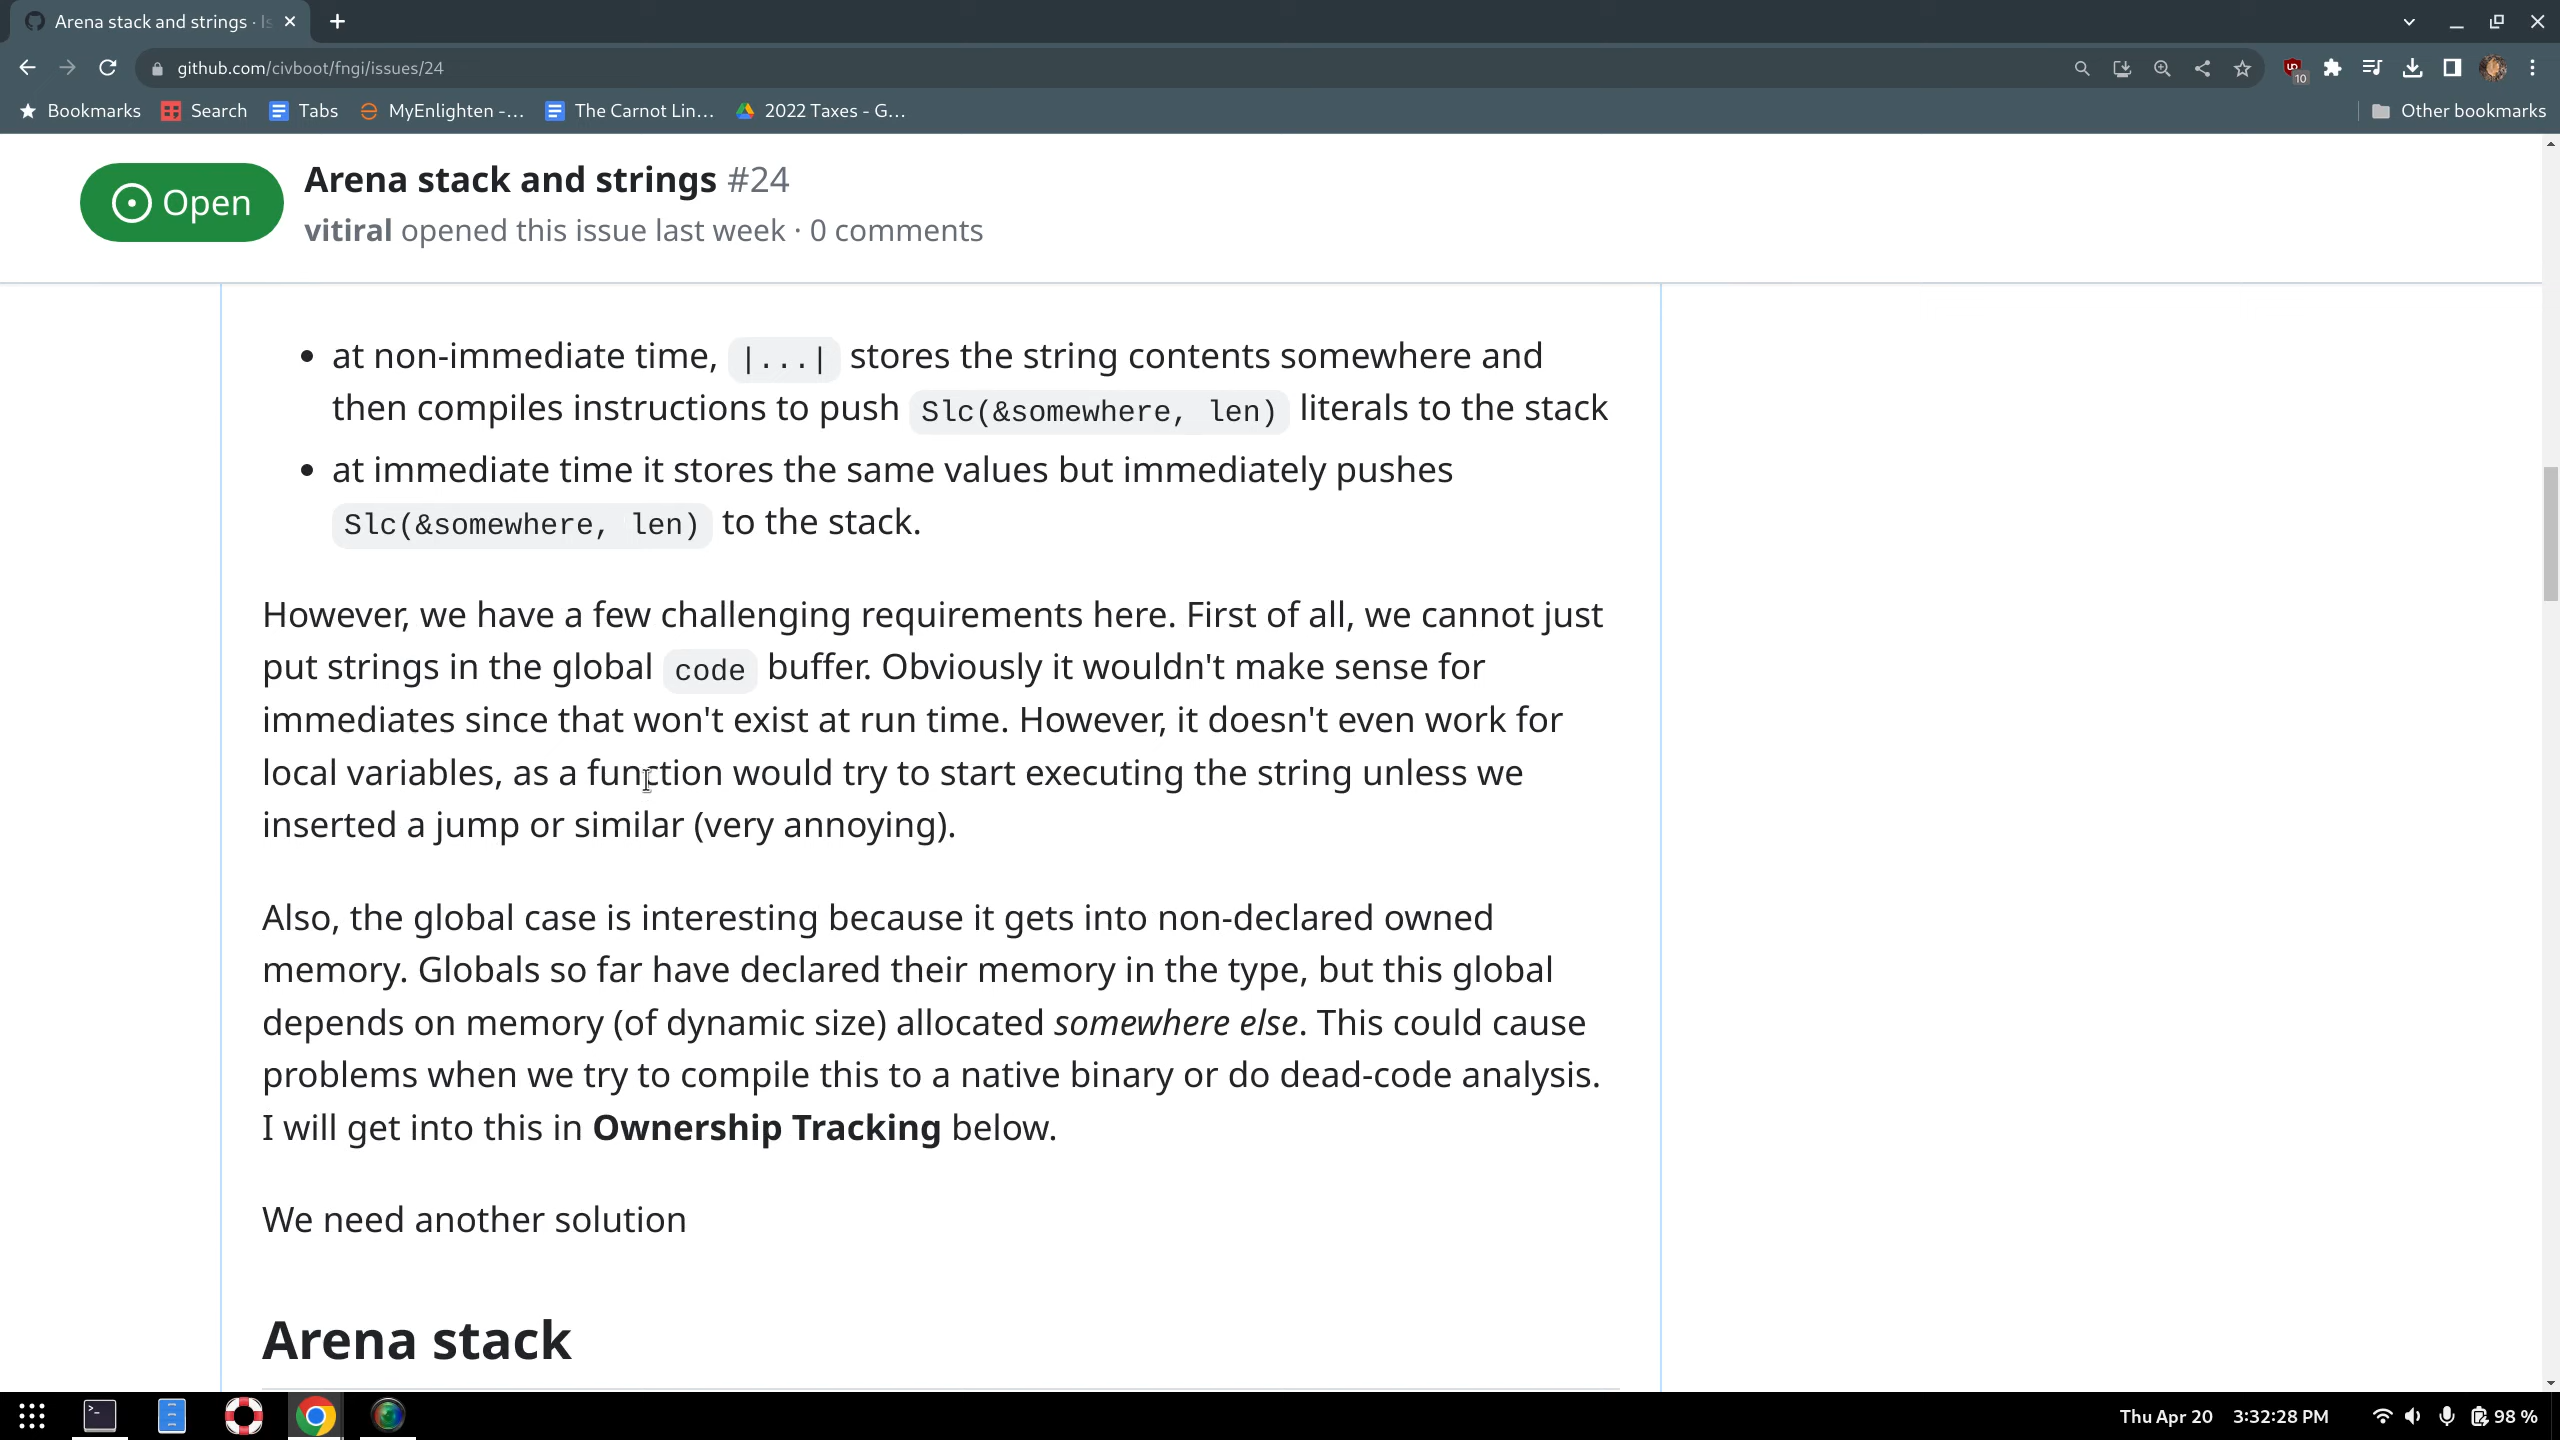 Arena stack and strings · Is
github.com/civboot/fngi/issues/24
10
Bookmarks Search Tabs MyEnlighten -... The Carnot Lin... 2022 Taxes - G... Other bookmarks
Open
Arena stack and strings #24
vitiral opened this issue last week · 0 comments
• at non-immediate time, |...| stores the string contents somewhere and
then compiles instructions to push Slc(&somewhere, len) literals to the stack
• at immediate time it stores the same values but immediately pushes
Slc(&somewhere, len) to the stack.
However, we have a few challenging requirements here. First of all, we cannot just
put strings in the global code buffer. Obviously it wouldn't make sense for
immediates since that won't exist at run time. However, it doesn't even work for
local variables, as a function would try to start executing the string unless we
inserted a jump or similar (very annoying).
Also, the global case is interesting because it gets into non-declared owned
memory. Globals so far have declared their memory in the type, but this global
depends on memory (of dynamic size) allocated somewhere else. This could cause
problems when we try to compile this to a native binary or do dead-code analysis.
I will get into this in Ownership Tracking below.
We need another solution
Arena stack
Thu Apr 20 3:32:28 PM 98 %